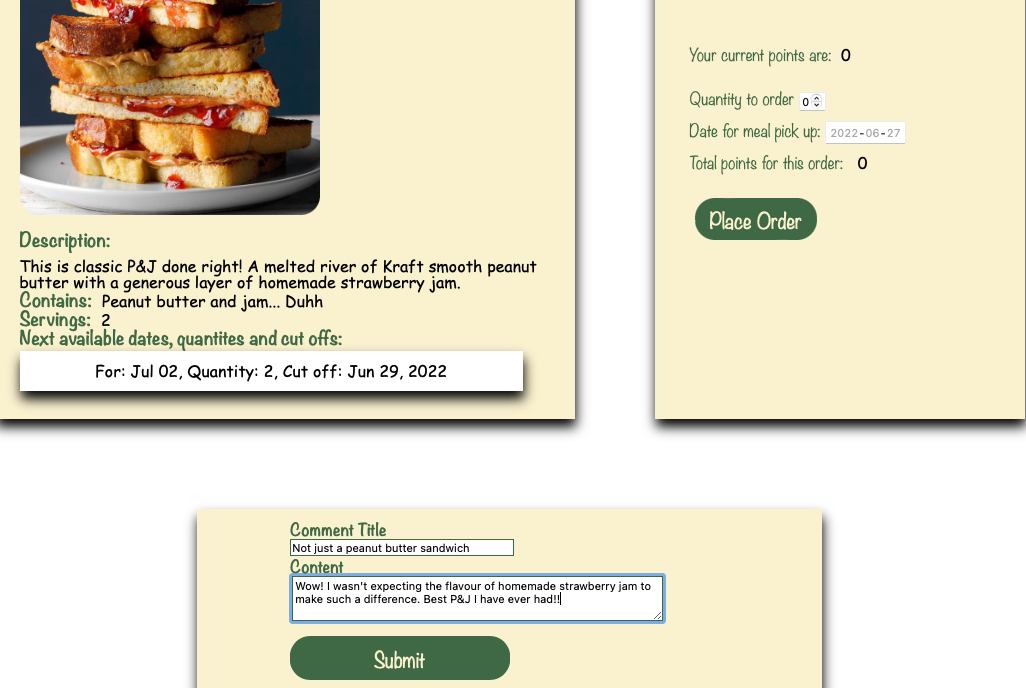 Description:
This is classic P&J done right! A melted river of Kraft smooth peanut
butter with a generous layer of homemade strawberry jam.
Contains: Peanut butter and jam... Duhh
Servings: 2
Next available dates, quantites and cut offs:
For: Jul 02, Quantity: 2, Cut off: Jun 29, 2022
Your current points are: 0
Quantity to order 0
Date for meal pick up: 2022-06-27
Total points for this order: 0
Place Order
Comment Title
Not just a peanut butter sandwich
Content
Wow! I wasn't expecting the flavour of homemade strawberry jam to
make such a difference. Best P&J I have ever had!!
Submit